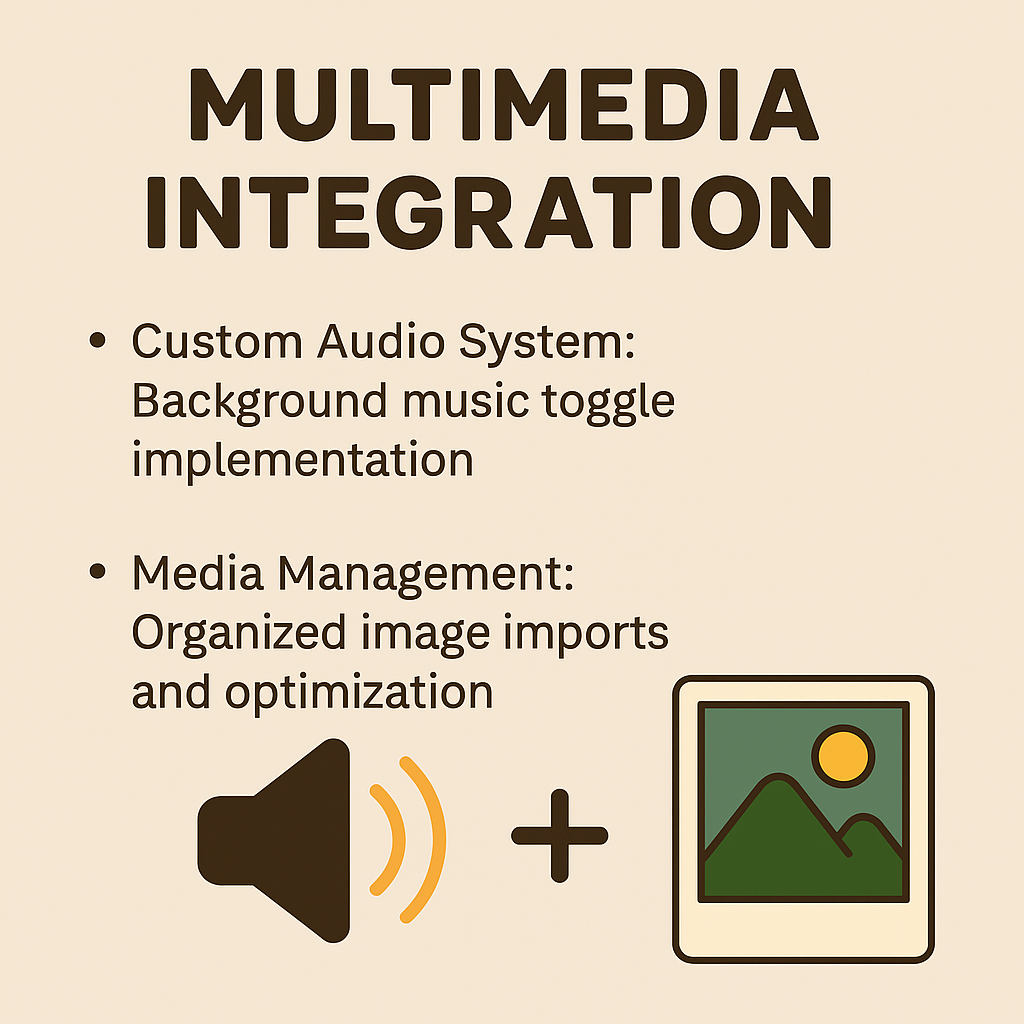 MULTIMEDIA
INTEGRATION
• Custom Audio System:
Background music toggle
implementation
• Media Management:
Organized image imports
and optimization